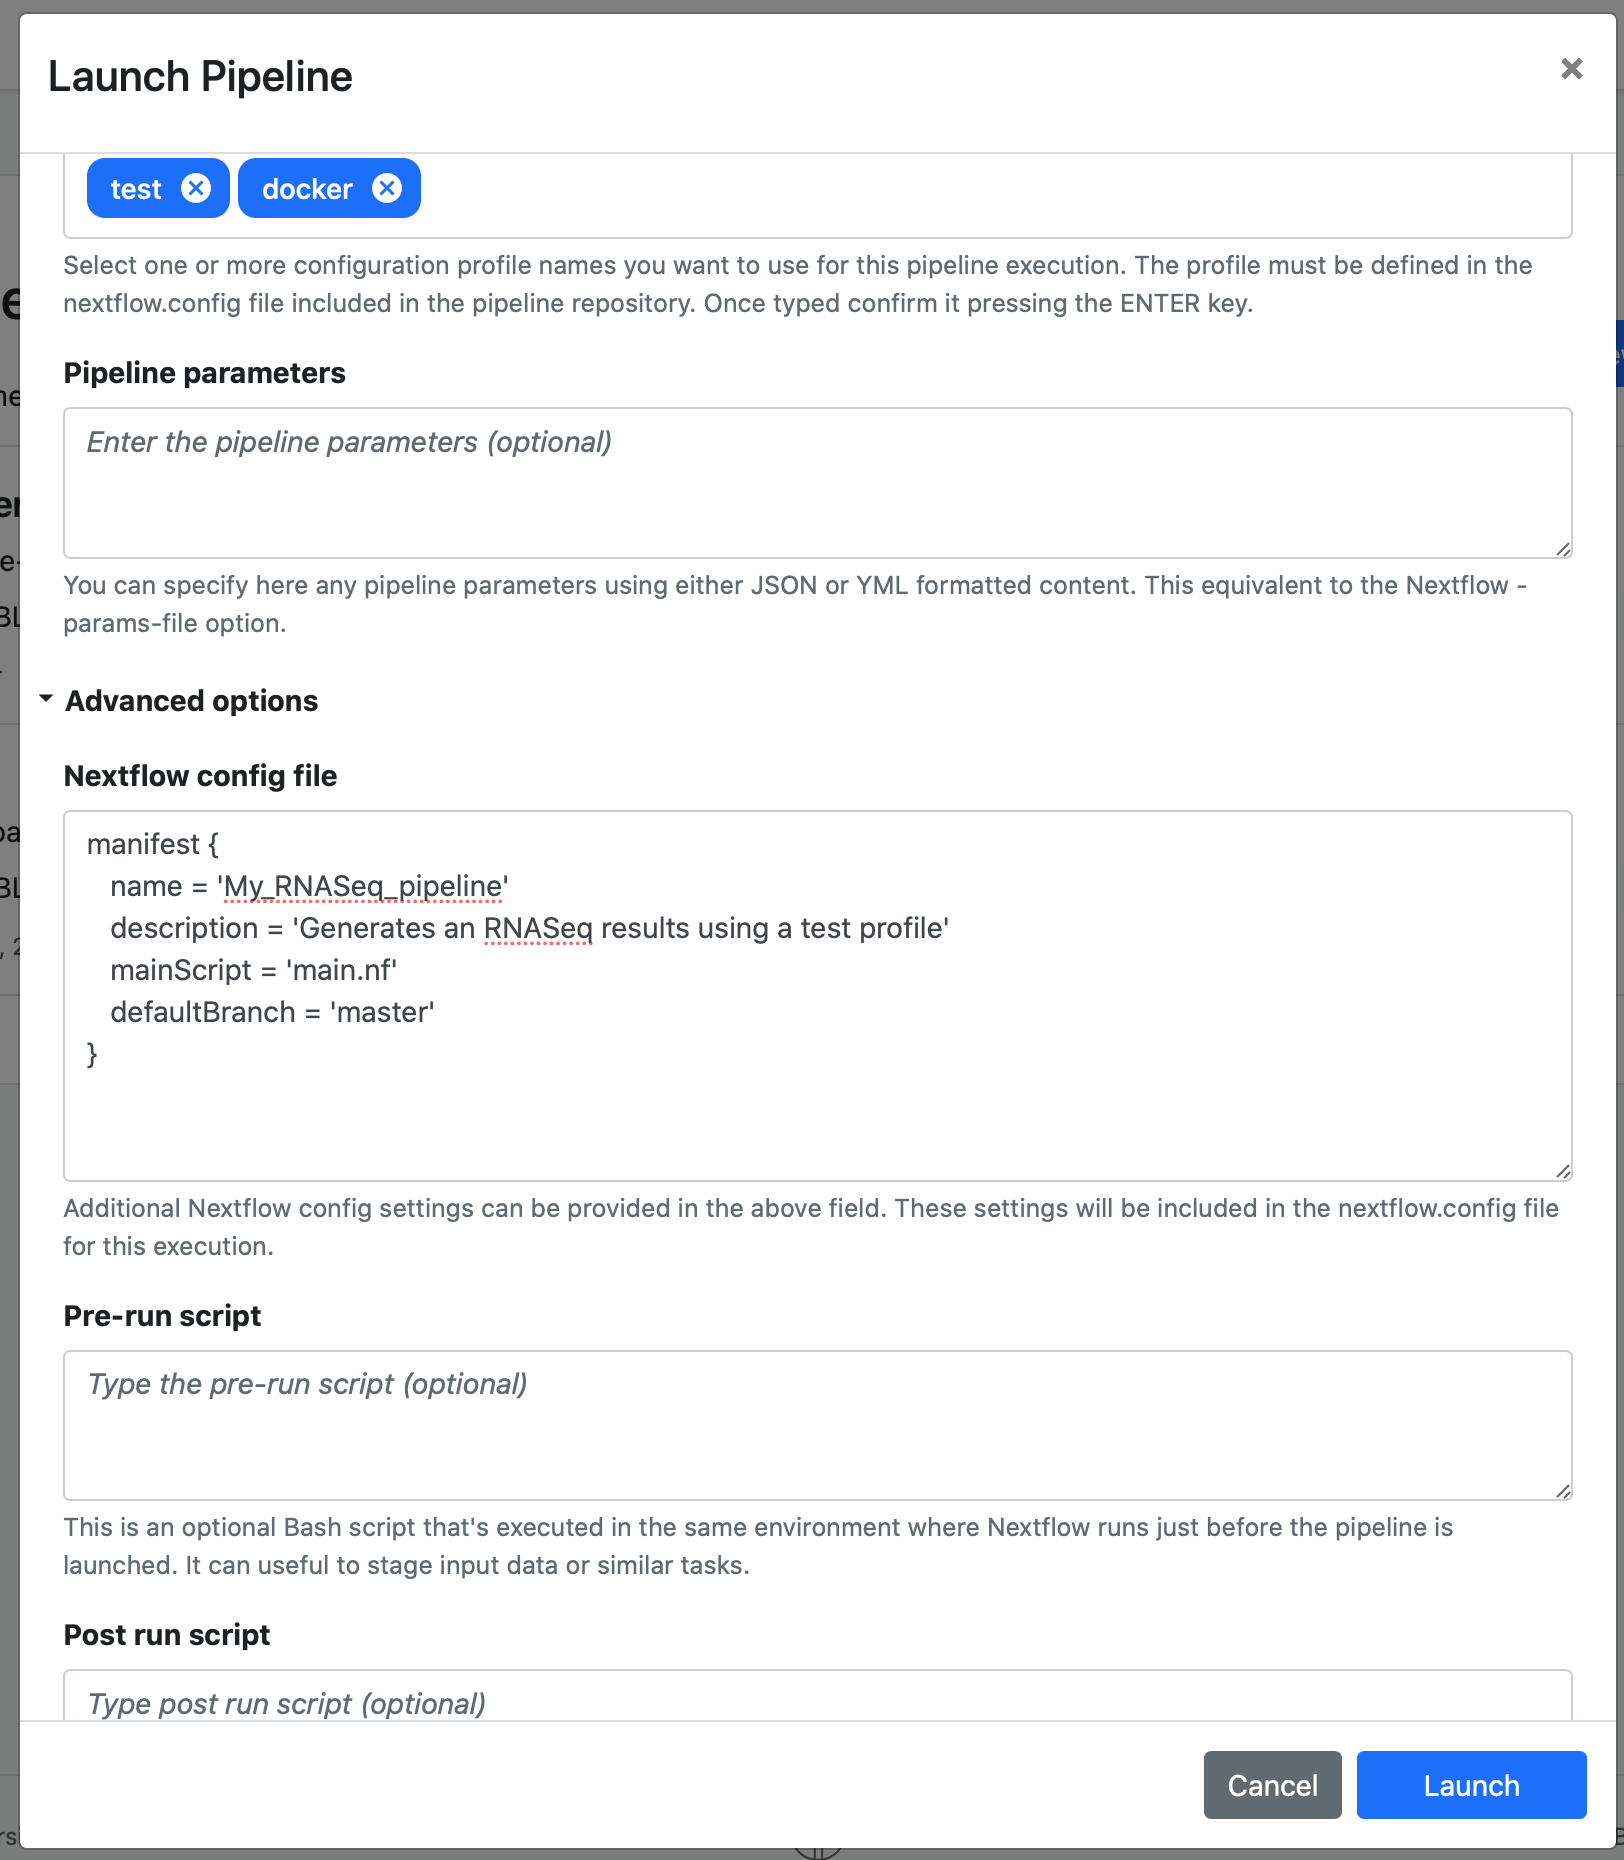 Launch Pipeline
test
docker
Select one or more configuration profile names you want to use for this pipeline execution. The profile must be defined in the
nextflow.config file included in the pipeline repository. Once typed confirm it pressing the ENTER key.
Pipeline parameters
Enter the pipeline parameters (optional)
You can specify here any pipeline parameters using either JSON or YML formatted content. This equivalent to the Nextflow -
params-file option.
Advanced options
Nextflow config file
manifest {
name = 'My_RNASeq_pipeline'
description = 'Generates an RNASeq results using a test profile'
mainScript = 'main.nf'
defaultBranch = 'master'
}
Additional Nextflow config settings can be provided in the above field. These settings will be included in the nextflow.config file
for this execution.
Pre-run script
Type the pre-run script (optional)
This is an optional Bash script that's executed in the same environment where Nextflow runs just before the pipeline is
launched. It can useful to stage input data or similar tasks.
Post run script
Type post run script (optional)
Cancel
Launch